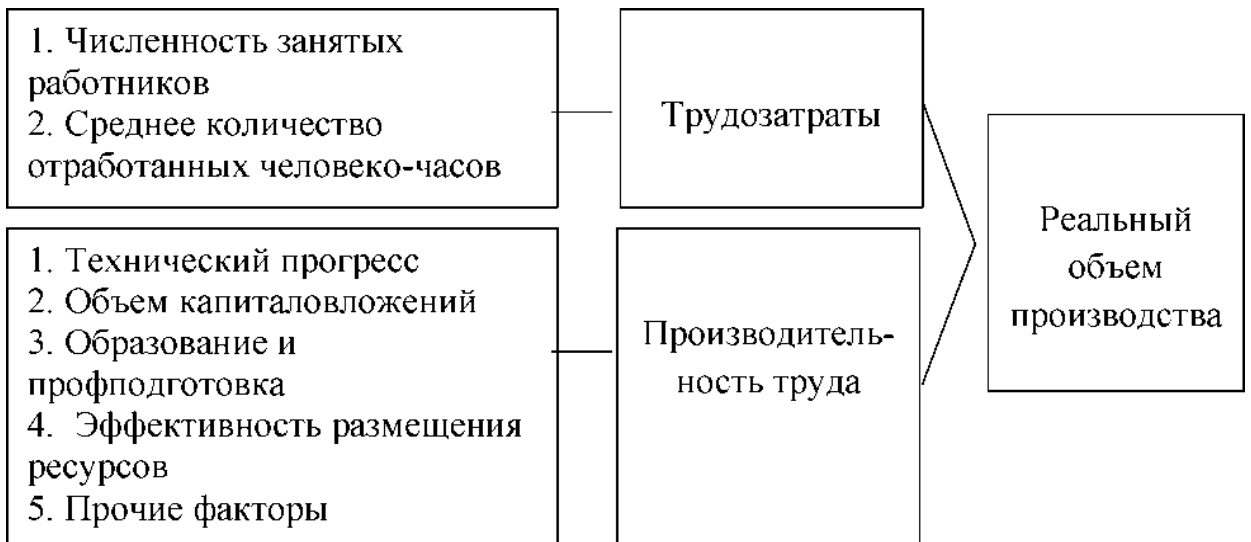 1. Численность занятых
работников
2. Среднее количество
отработанных человеко-часов
Трудозатраты
1. Технический прогресс
2. Объем капиталовложений
3. Образование и
профподготовка
4. Эффективность размещения
ресурсов
5. Прочие факторы
Производитель-
ность труда
Реальный
объем
производства